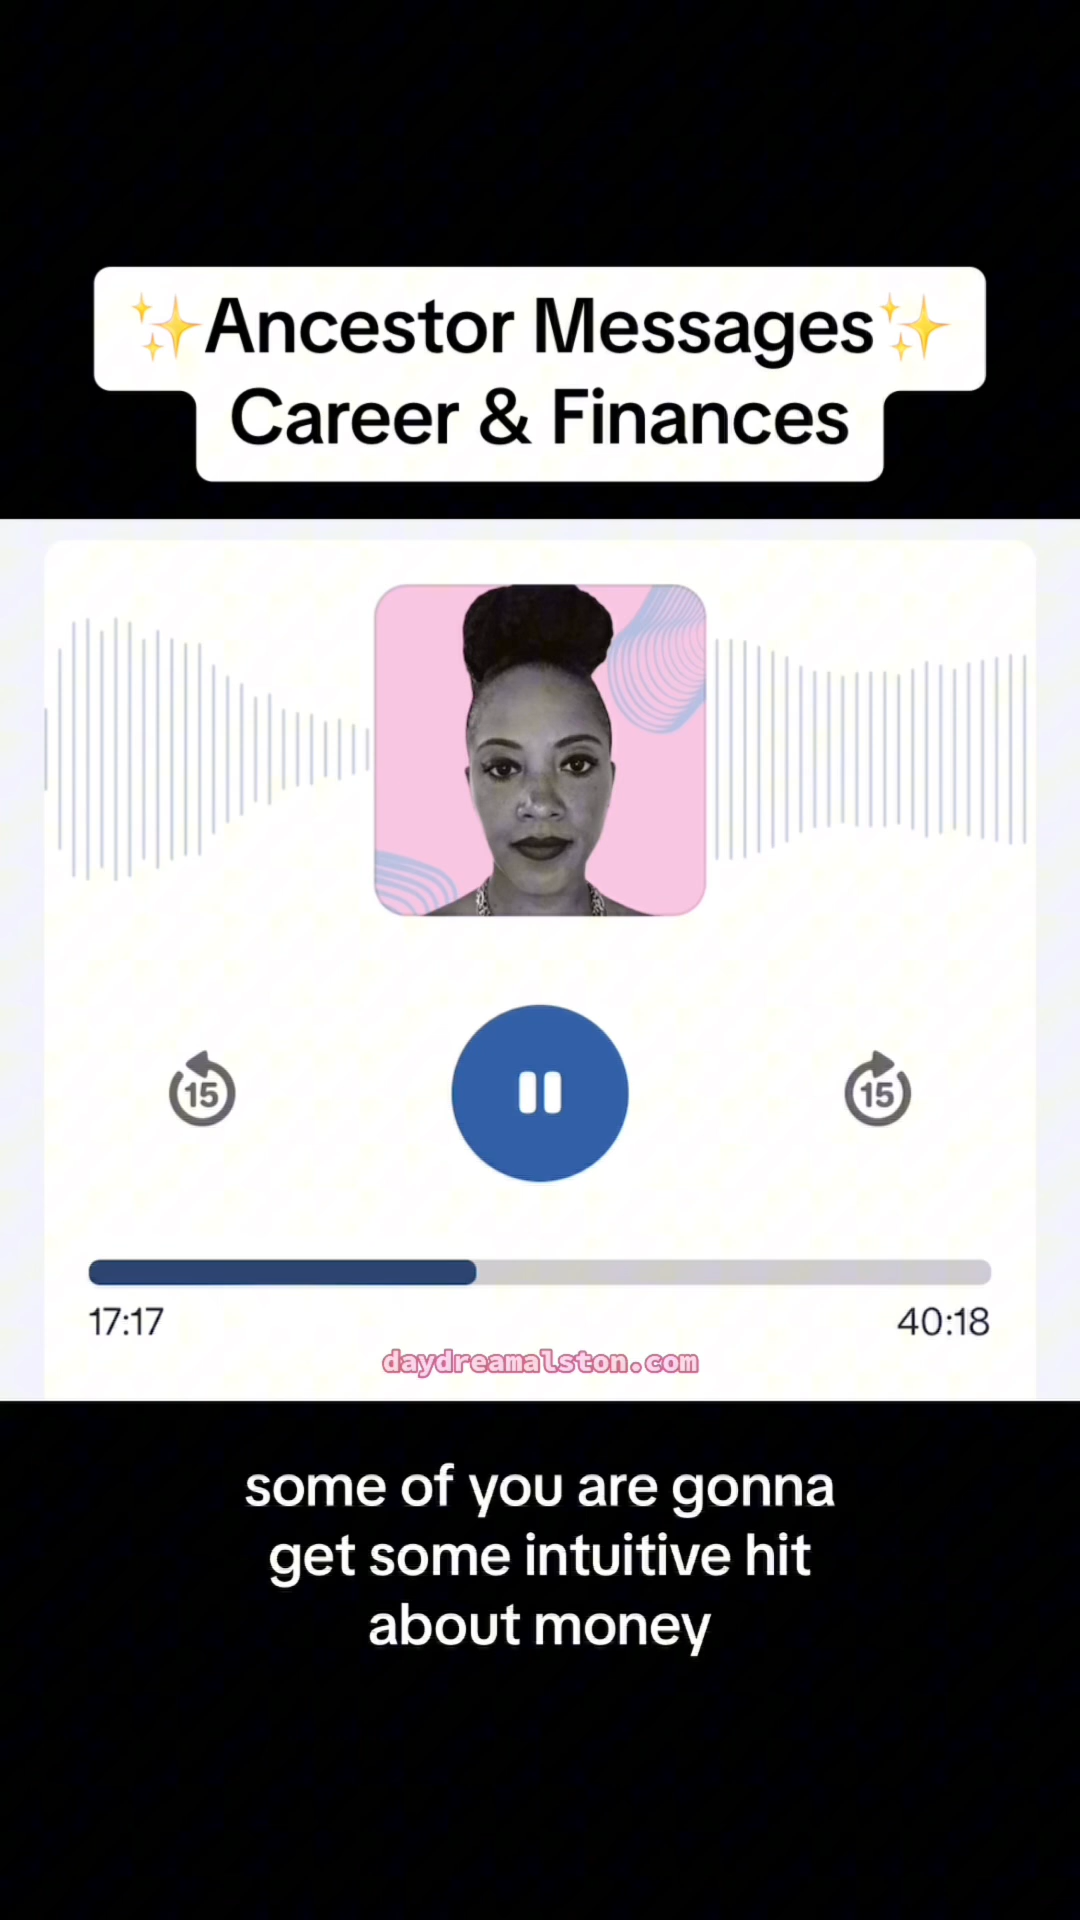 ✨Ancestor Messages✨
Career & Finances
15
15
17:17
40:18
daydreamalston.com
some of you are gonna
get some intuitive hit
about money